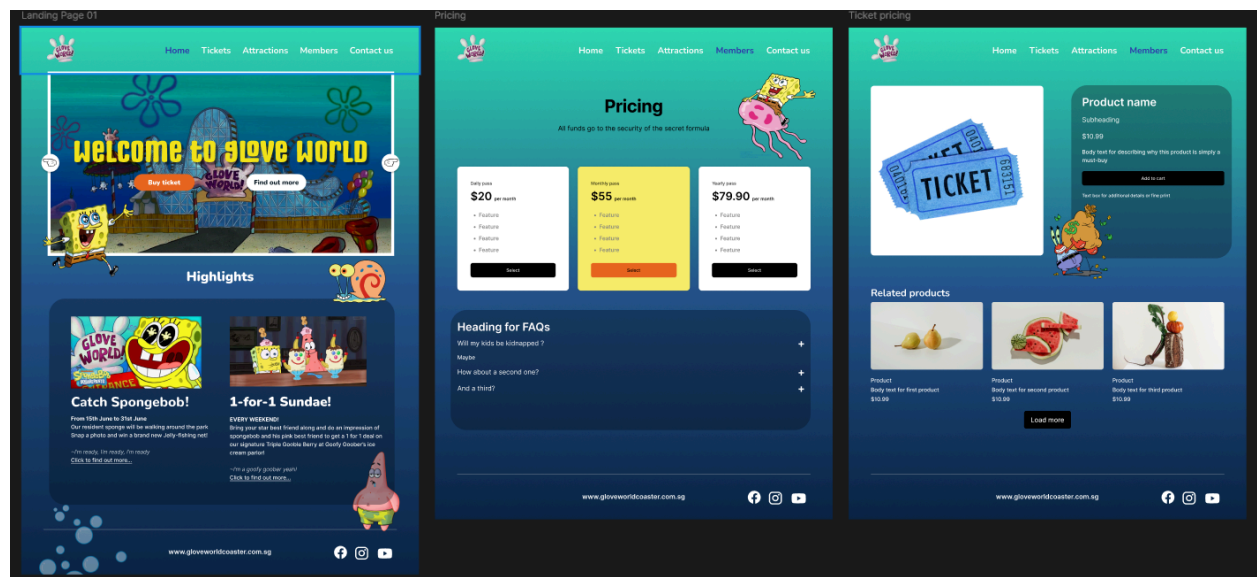 Landing Page 01
Home Tickets Attractions Members Contact us
WELCOME TO GLOVE WORLD
Buy ticket
Find out more
GLOVE WORLD!
Highlights
GLOVE WORLD!
Catch Spongebob!
From 15th June to 31st June
Our resident sponge will be walking around the park
Snap a photo and win a brand new Jelly-fishing net!
~I'm ready, I'm ready, I'm ready
Click to find out more...
1-for-1 Sundae!
EVERY WEEKEND!
Bring your star best friend along and do an impression of
spongebob and his pink best friend to get a 1 for 1 deal on
our signature Triple Goobie Berry at Goofy Goober's ice
cream parlor!
~I'm a goofy goober yeah!
Click to find out more...
www.gloveworldcoaster.com.sg
Pricing
Home Tickets Attractions Members Contact us
Pricing
All funds go to the security of the secret formula
Daily pass
$20 per month
• Feature
• Feature
• Feature
• Feature
Select
Monthly pass
$55 per month
• Feature
• Feature
• Feature
• Feature
Select
Yearly pass
$79.90 per month
• Feature
• Feature
• Feature
• Feature
Select
Heading for FAQs
Will my kids be kidnapped ?
Maybe
How about a second one?
And a third?
www.gloveworldcoaster.com.sg
Ticket pricing
Home Tickets Attractions Members Contact us
TICKET
Product name
Subheading
$10.99
Body text for describing why this product is simply a
must-buy
Add to cart
Text box for additional details or fine print
Related products
Product
Body text for first product
$10.99
Product
Body text for second product
$10.99
Product
Body text for third product
$10.99
Load more
www.gloveworldcoaster.com.sg